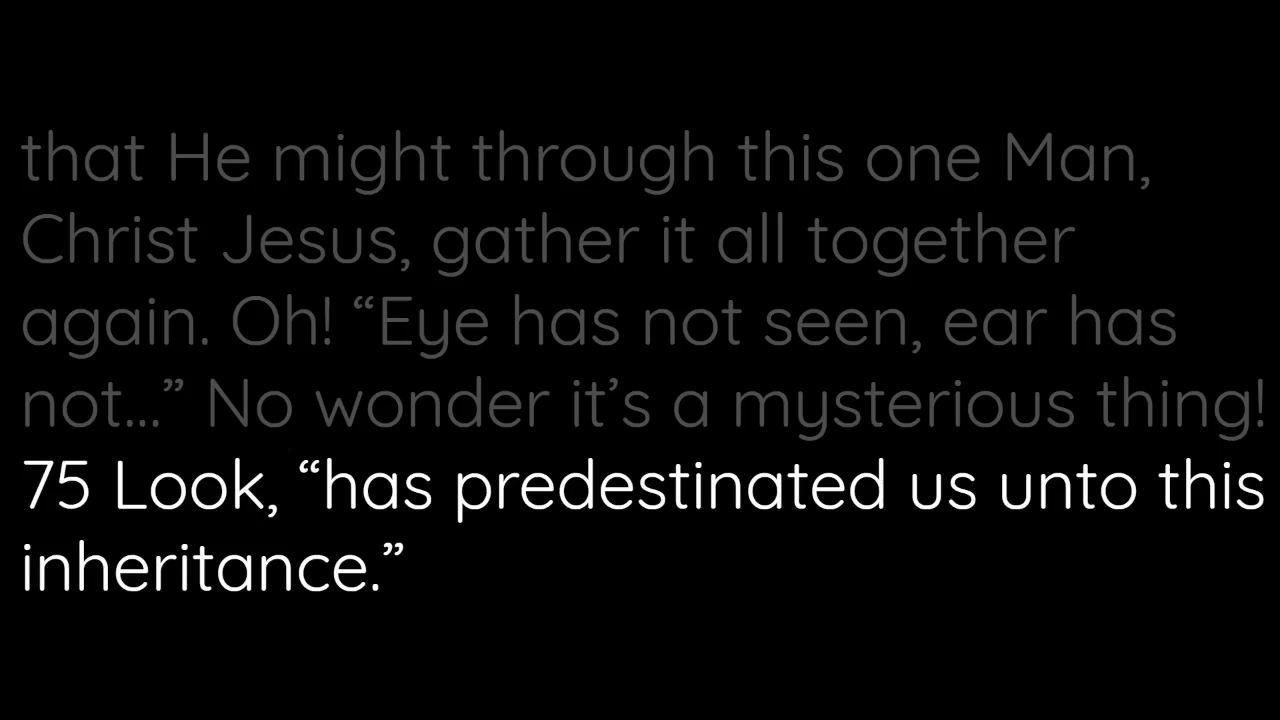 that He might through this one Man,
Christ Jesus, gather it all together
again. Oh! “Eye has not seen, ear has
not...” No wonder it’s a mysterious thing!
75 Look, “has predestinated us unto this
inheritance.”